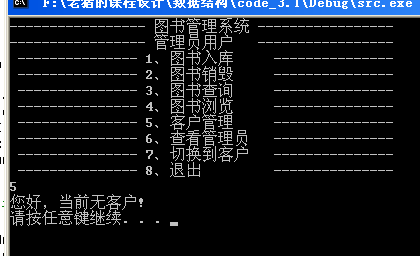 F:\老猪的课程设计\数据结构\code_3.1\Debug\src.exe
---------------- 图书管理系统 ----------------
---------------- 管理员用户 ----------------
---------------- 1、图书入库 ----------------
---------------- 2、图书销毁 ----------------
---------------- 3、图书查询 ----------------
---------------- 4、图书浏览 ----------------
---------------- 5、客户管理 ----------------
---------------- 6、查看管理员 ----------------
---------------- 7、切换到客户 ----------------
---------------- 8、退出 ----------------
5
您好，当前无客户!
请按任意键继续. . .